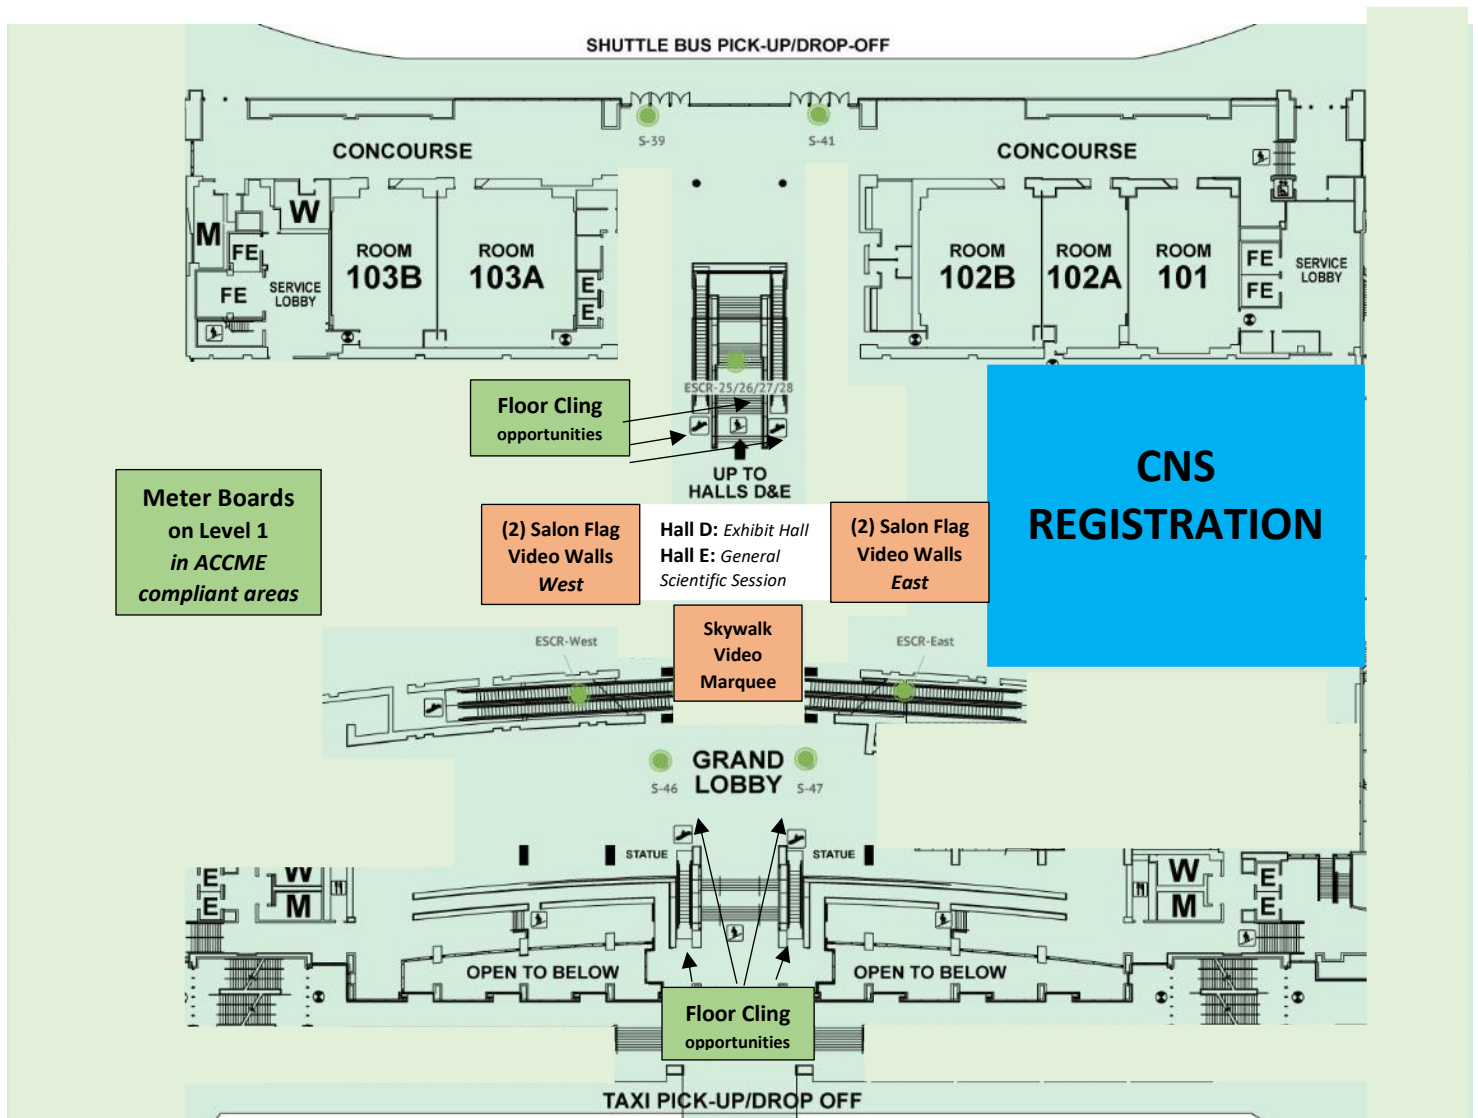 SHUTTLE BUS PICK-UP/DROP-OFF
S-39
S-41
CONCOURSE
CONCOURSE
M
W
FE
FE
SERVICE
LOBBY
ROOM
103B
ROOM
103A
E
E
ROOM
102B
ROOM
102A
ROOM
101
FE
FE
SERVICE
LOBBY
ESCR-25/26/27/28
Floor Cling
opportunities
UP TO
HALLS D&E
CNS
REGISTRATION
Meter Boards
on Level 1
in ACCME
compliant areas
(2) Salon Flag
Video Walls
West
Hall D: Exhibit Hall
Hall E: General
Scientific Session
(2) Salon Flag
Video Walls
East
Skywalk
Video
Marquee
ESCR-West
ESCR-East
GRAND
LOBBY
S-46
S-47
STATUE
STATUE
E
E
W
M
W
M
E
E
OPEN TO BELOW
OPEN TO BELOW
Floor Cling
opportunities
TAXI PICK-UP/DROP OFF